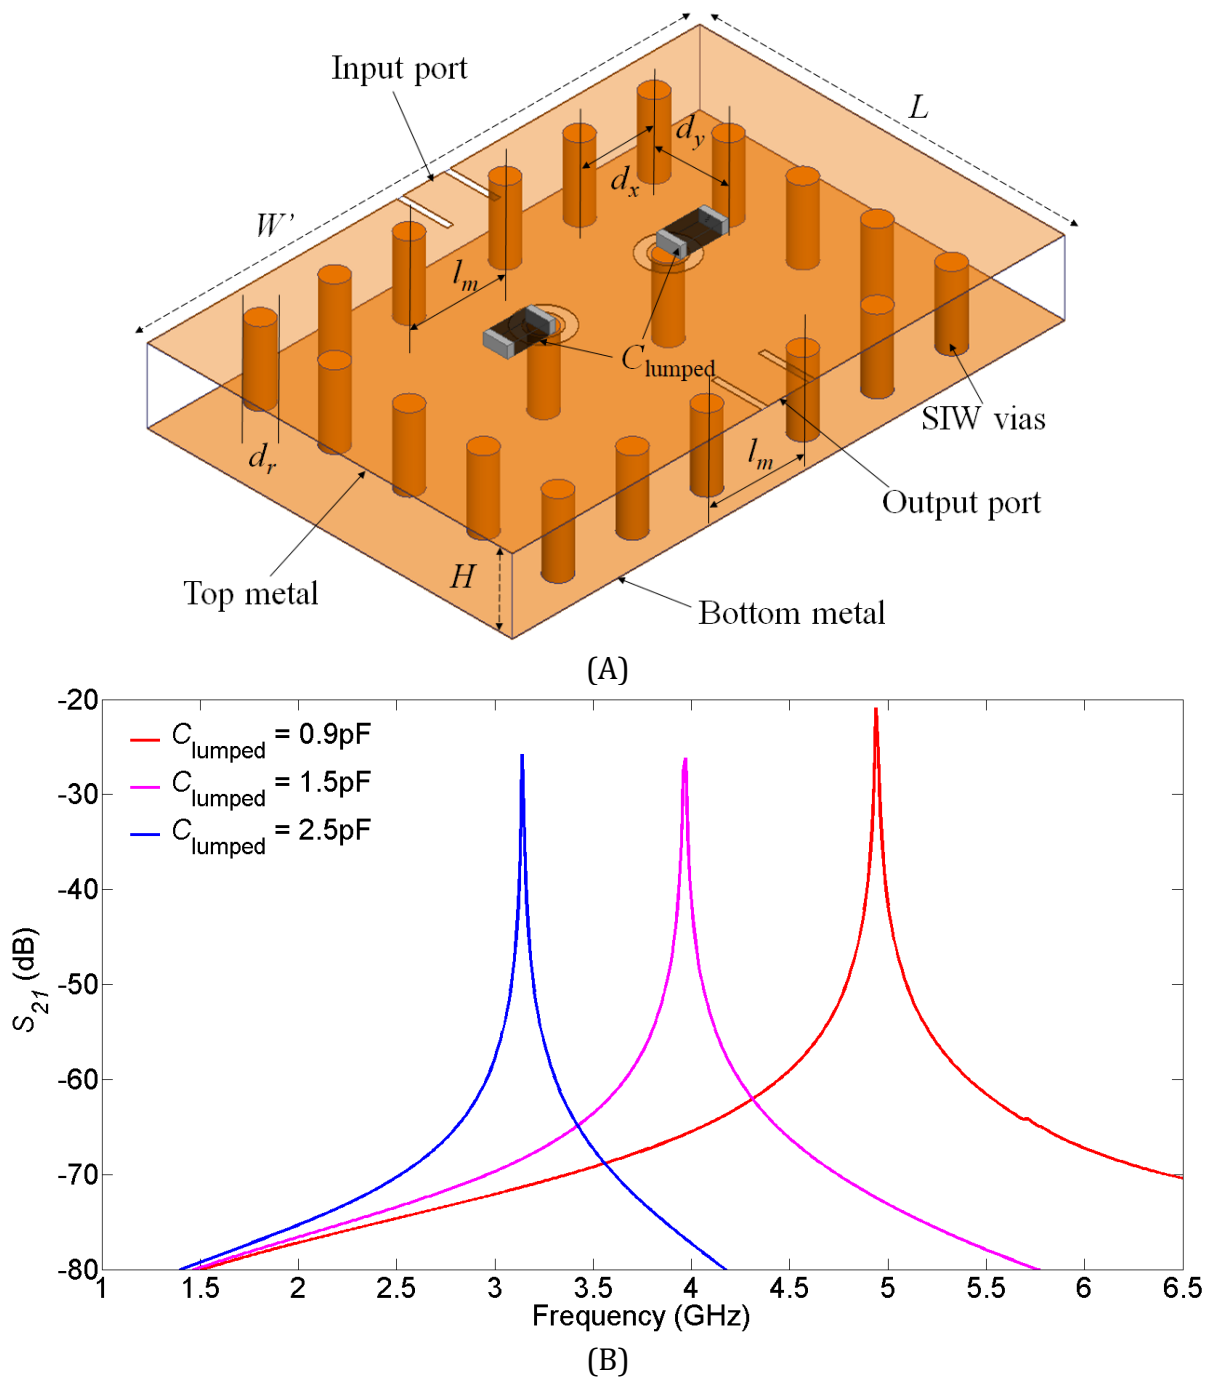 Input port
L
d_y
d_x
W’
l_m
C_lumped
SIW vias
d_r
l_m
Output port
Top metal
H
Bottom metal
(A)
-20
C_lumped = 0.9pF
C_lumped = 1.5pF
C_lumped = 2.5pF
-30
-40
-50
-60
-70
-80
S_21 (dB)
1 1.5 2 2.5 3 3.5 4 4.5 5 5.5 6 6.5
Frequency (GHz)
(B)